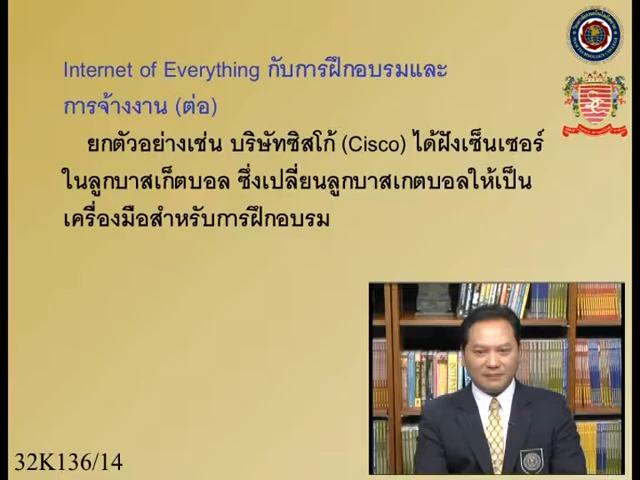 Internet of Everything กับการฝึกอบรมและ
การจ้างงาน (ต่อ)
ยกตัวอย่างเช่น บริษัทซิสโก้ (Cisco) ได้ฝังเซ็นเซอร์
ในลูกบาสเก็ตบอล ซึ่งเปลี่ยนลูกบาสเกตบอลให้เป็น
เครื่องมือสำหรับการฝึกอบรม
32K136/14